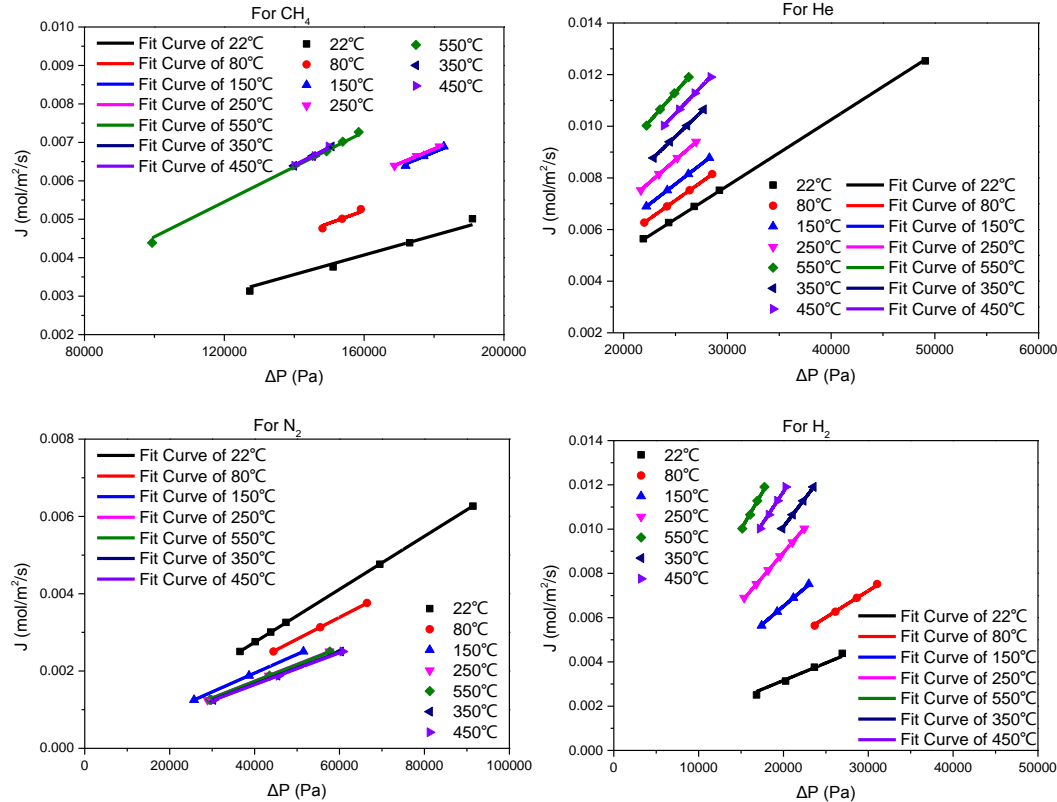 For CH₄
0.010
0.009
0.008
0.007
0.006
0.005
0.004
0.003
0.002
J (mol/m²/s)
Fit Curve of 22℃
Fit Curve of 80℃
Fit Curve of 150℃
Fit Curve of 250℃
Fit Curve of 550℃
Fit Curve of 350℃
Fit Curve of 450℃
22℃
80℃
150℃
250℃
550℃
350℃
450℃
80000 120000 160000 200000
ΔP (Pa)
For He
0.014
0.012
0.010
0.008
0.006
0.004
0.002
J (mol/m²/s)
22℃ Fit Curve of 22℃
80℃ Fit Curve of 80℃
150℃ Fit Curve of 150℃
250℃ Fit Curve of 250℃
550℃ Fit Curve of 550℃
350℃ Fit Curve of 350℃
450℃ Fit Curve of 450℃
20000 30000 40000 50000 60000
ΔP (Pa)
For N₂
0.008
0.006
0.004
0.002
0.000
J (mol/m²/s)
Fit Curve of 22℃
Fit Curve of 80℃
Fit Curve of 150℃
Fit Curve of 250℃
Fit Curve of 550℃
Fit Curve of 350℃
Fit Curve of 450℃
22℃
80℃
150℃
250℃
550℃
350℃
450℃
0 20000 40000 60000 80000 100000
ΔP (Pa)
For H₂
0.014
0.012
0.010
0.008
0.006
0.004
0.002
0.000
J (mol/m²/s)
22℃
80℃
150℃
250℃
550℃
350℃
450℃
Fit Curve of 22℃
Fit Curve of 80℃
Fit Curve of 150℃
Fit Curve of 250℃
Fit Curve of 550℃
Fit Curve of 350℃
Fit Curve of 450℃
0 10000 20000 30000 40000 50000
ΔP (Pa)